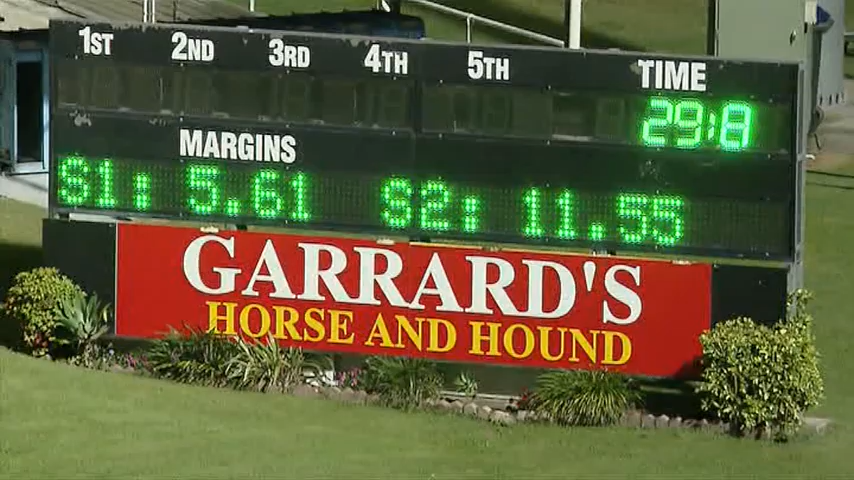 1ST 2ND 3RD 4TH 5TH TIME
29:8
MARGINS
S1: 5.61 S2: 11.55
GARRARD'S
HORSE AND HOUND